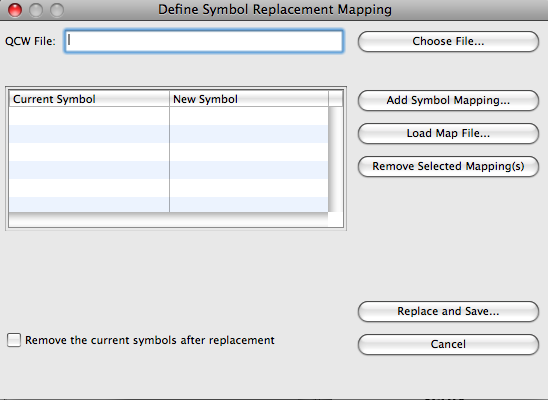 Define Symbol Replacement Mapping
QCW File:
Choose File...
Current Symbol New Symbol
Add Symbol Mapping...
Load Map File...
Remove Selected Mapping(s)
Replace and Save...
Remove the current symbols after replacement
Cancel